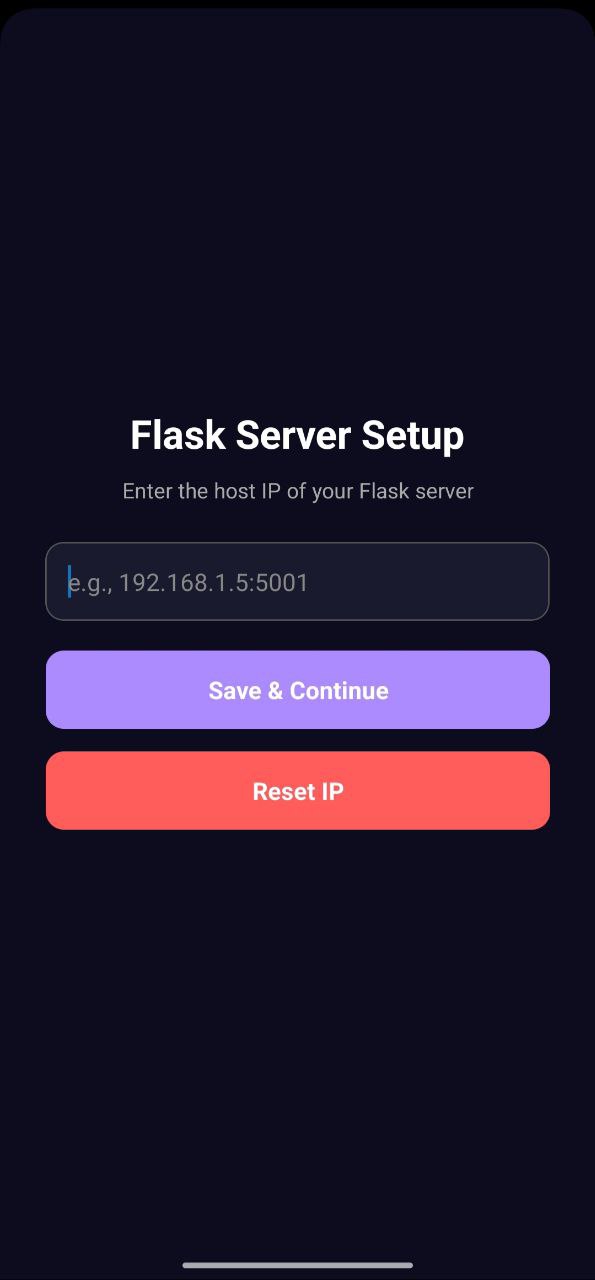 Flask Server Setup
Enter the host IP of your Flask server
e.g., 192.168.1.5:5001
Save & Continue
Reset IP